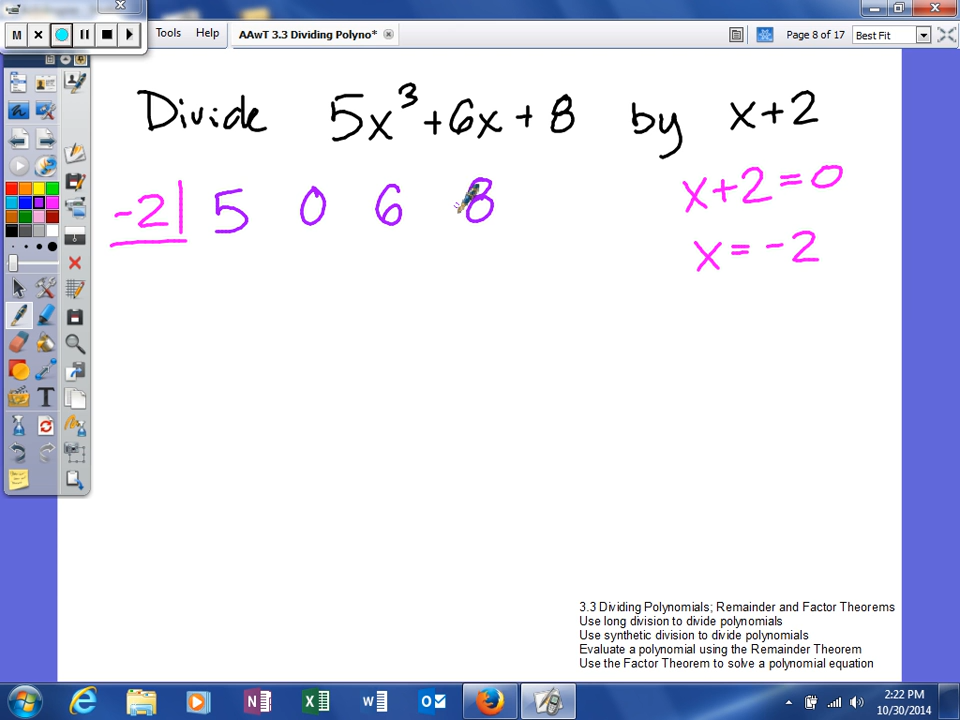 M
Tools Help AAwT 3.3 Dividing Polyno* Page 8 of 17 Best Fit
Divide 5x³ + 6x + 8 by x+2
x+2 = 0
-2| 5 0 6 8
x = -2
3.3 Dividing Polynomials; Remainder and Factor Theorems
Use long division to divide polynomials
Use synthetic division to divide polynomials
Evaluate a polynomial using the Remainder Theorem
Use the Factor Theorem to solve a polynomial equation
2:22 PM
10/30/2014